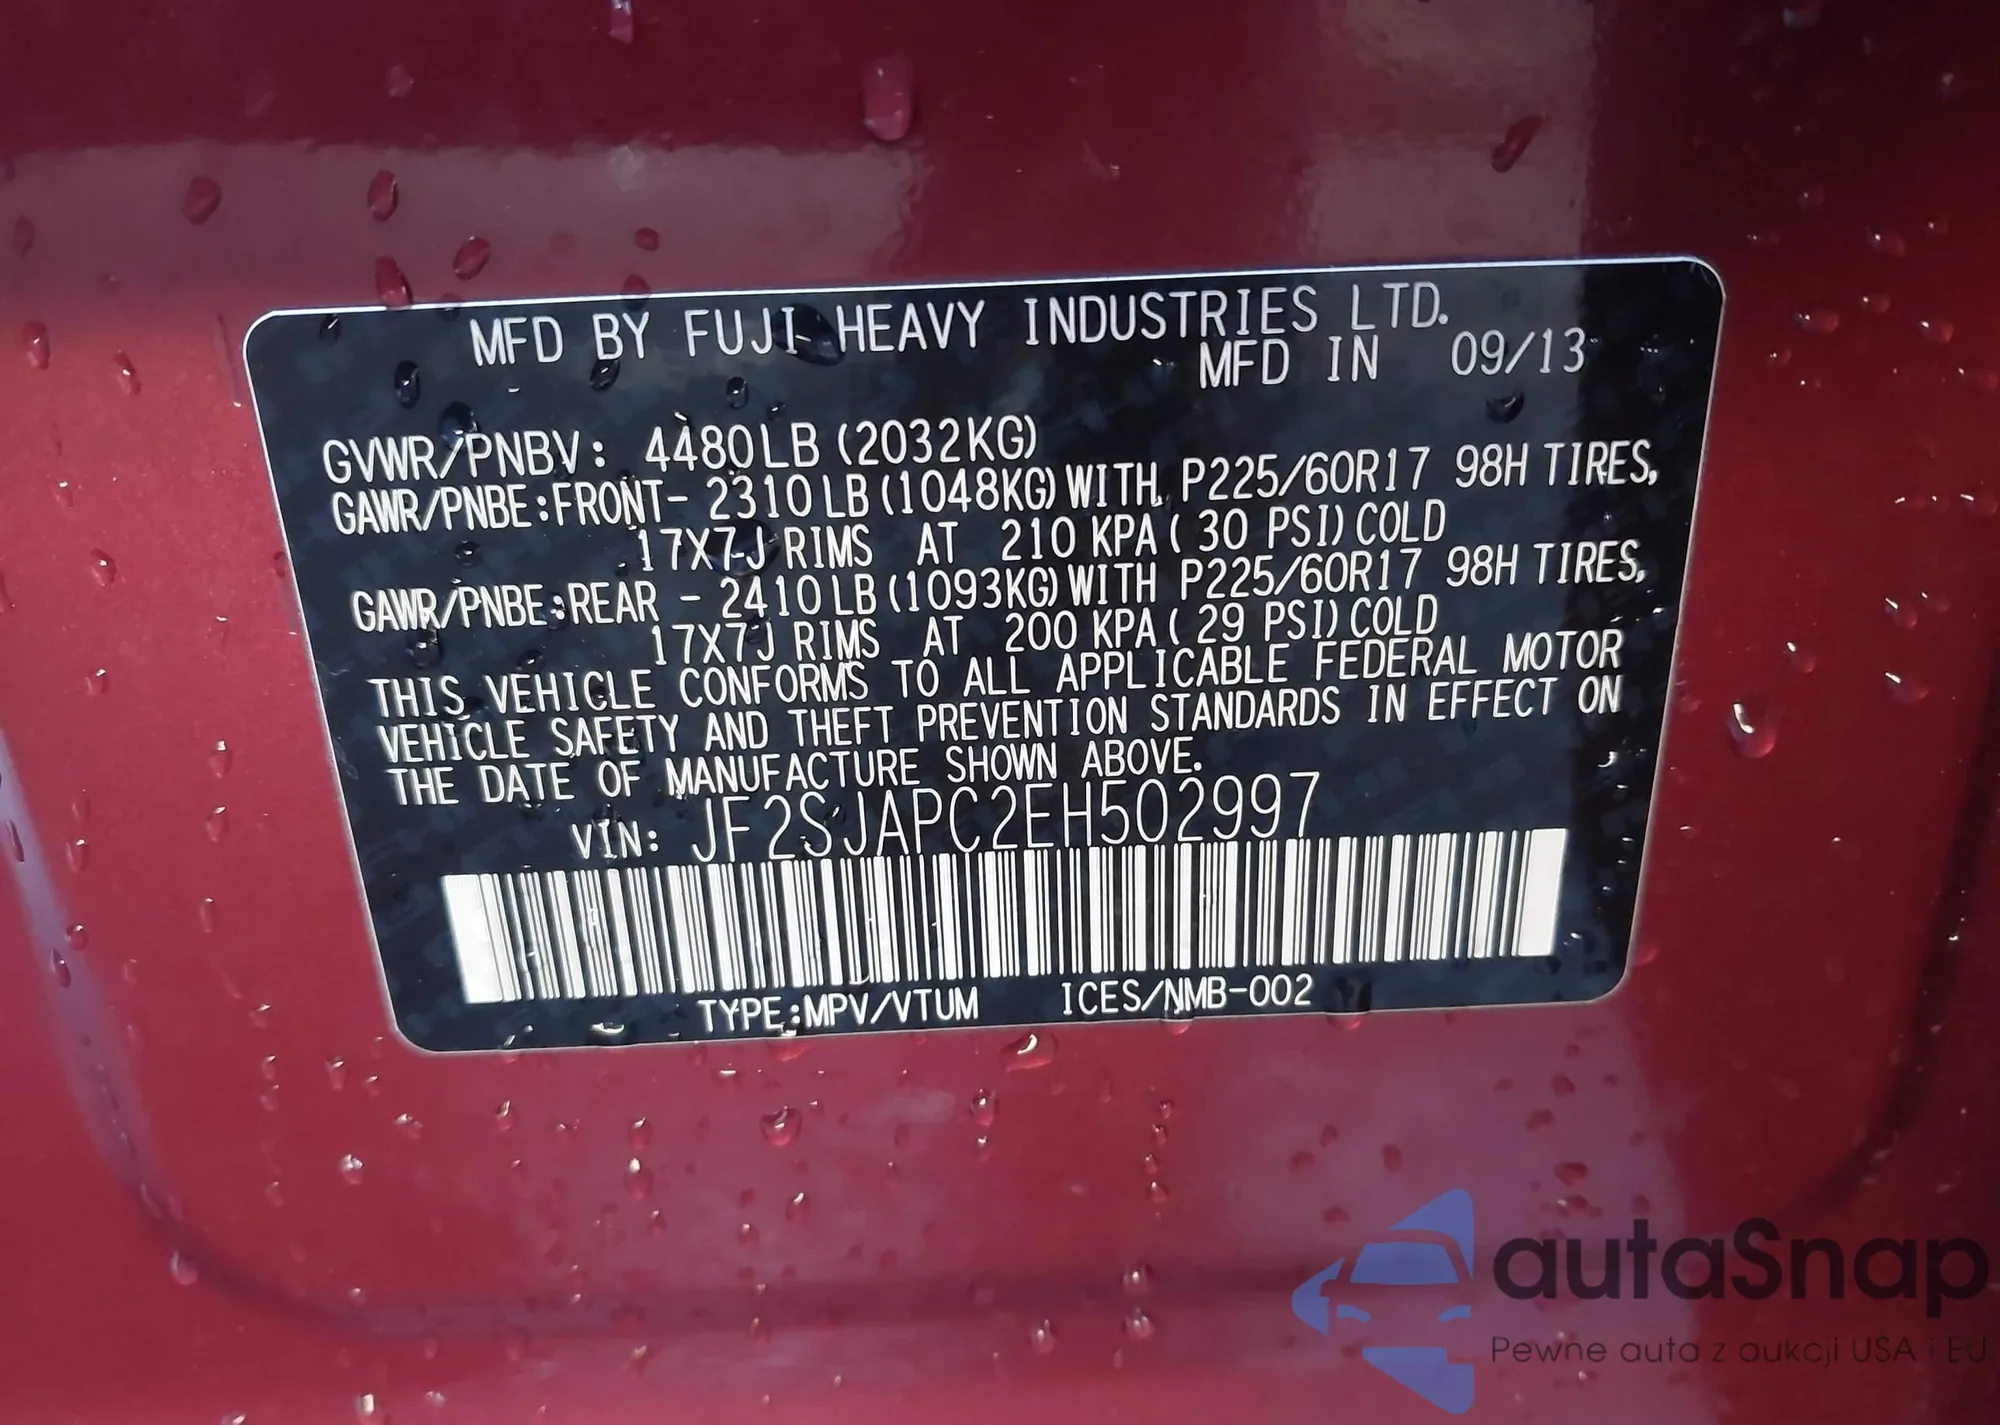 MFD BY FUJI HEAVY INDUSTRIES LTD.
MFD IN 09/13
GVWR/PNBV: 4480LB (2032KG)
GAWR/PNBE:FRONT- 2310LB(1048KG)WITH P225/60R17 98H TIRES,
17X7J RIMS AT 210 KPA( 30 PSI)COLD
GAWR/PNBE:REAR - 2410LB(1093KG)WITH P225/60R17 98H TIRES,
17X7J RIMS AT 200 KPA( 29 PSI)COLD
THIS VEHICLE CONFORMS TO ALL APPLICABLE FEDERAL MOTOR
VEHICLE SAFETY AND THEFT PREVENTION STANDARDS IN EFFECT ON
THE DATE OF MANUFACTURE SHOWN ABOVE.
VIN: JF2SJAPC2EH502997
TYPE:MPV/VTUM ICES/NMB-002
autaSnap
Pewne auta z aukcji USA i EU